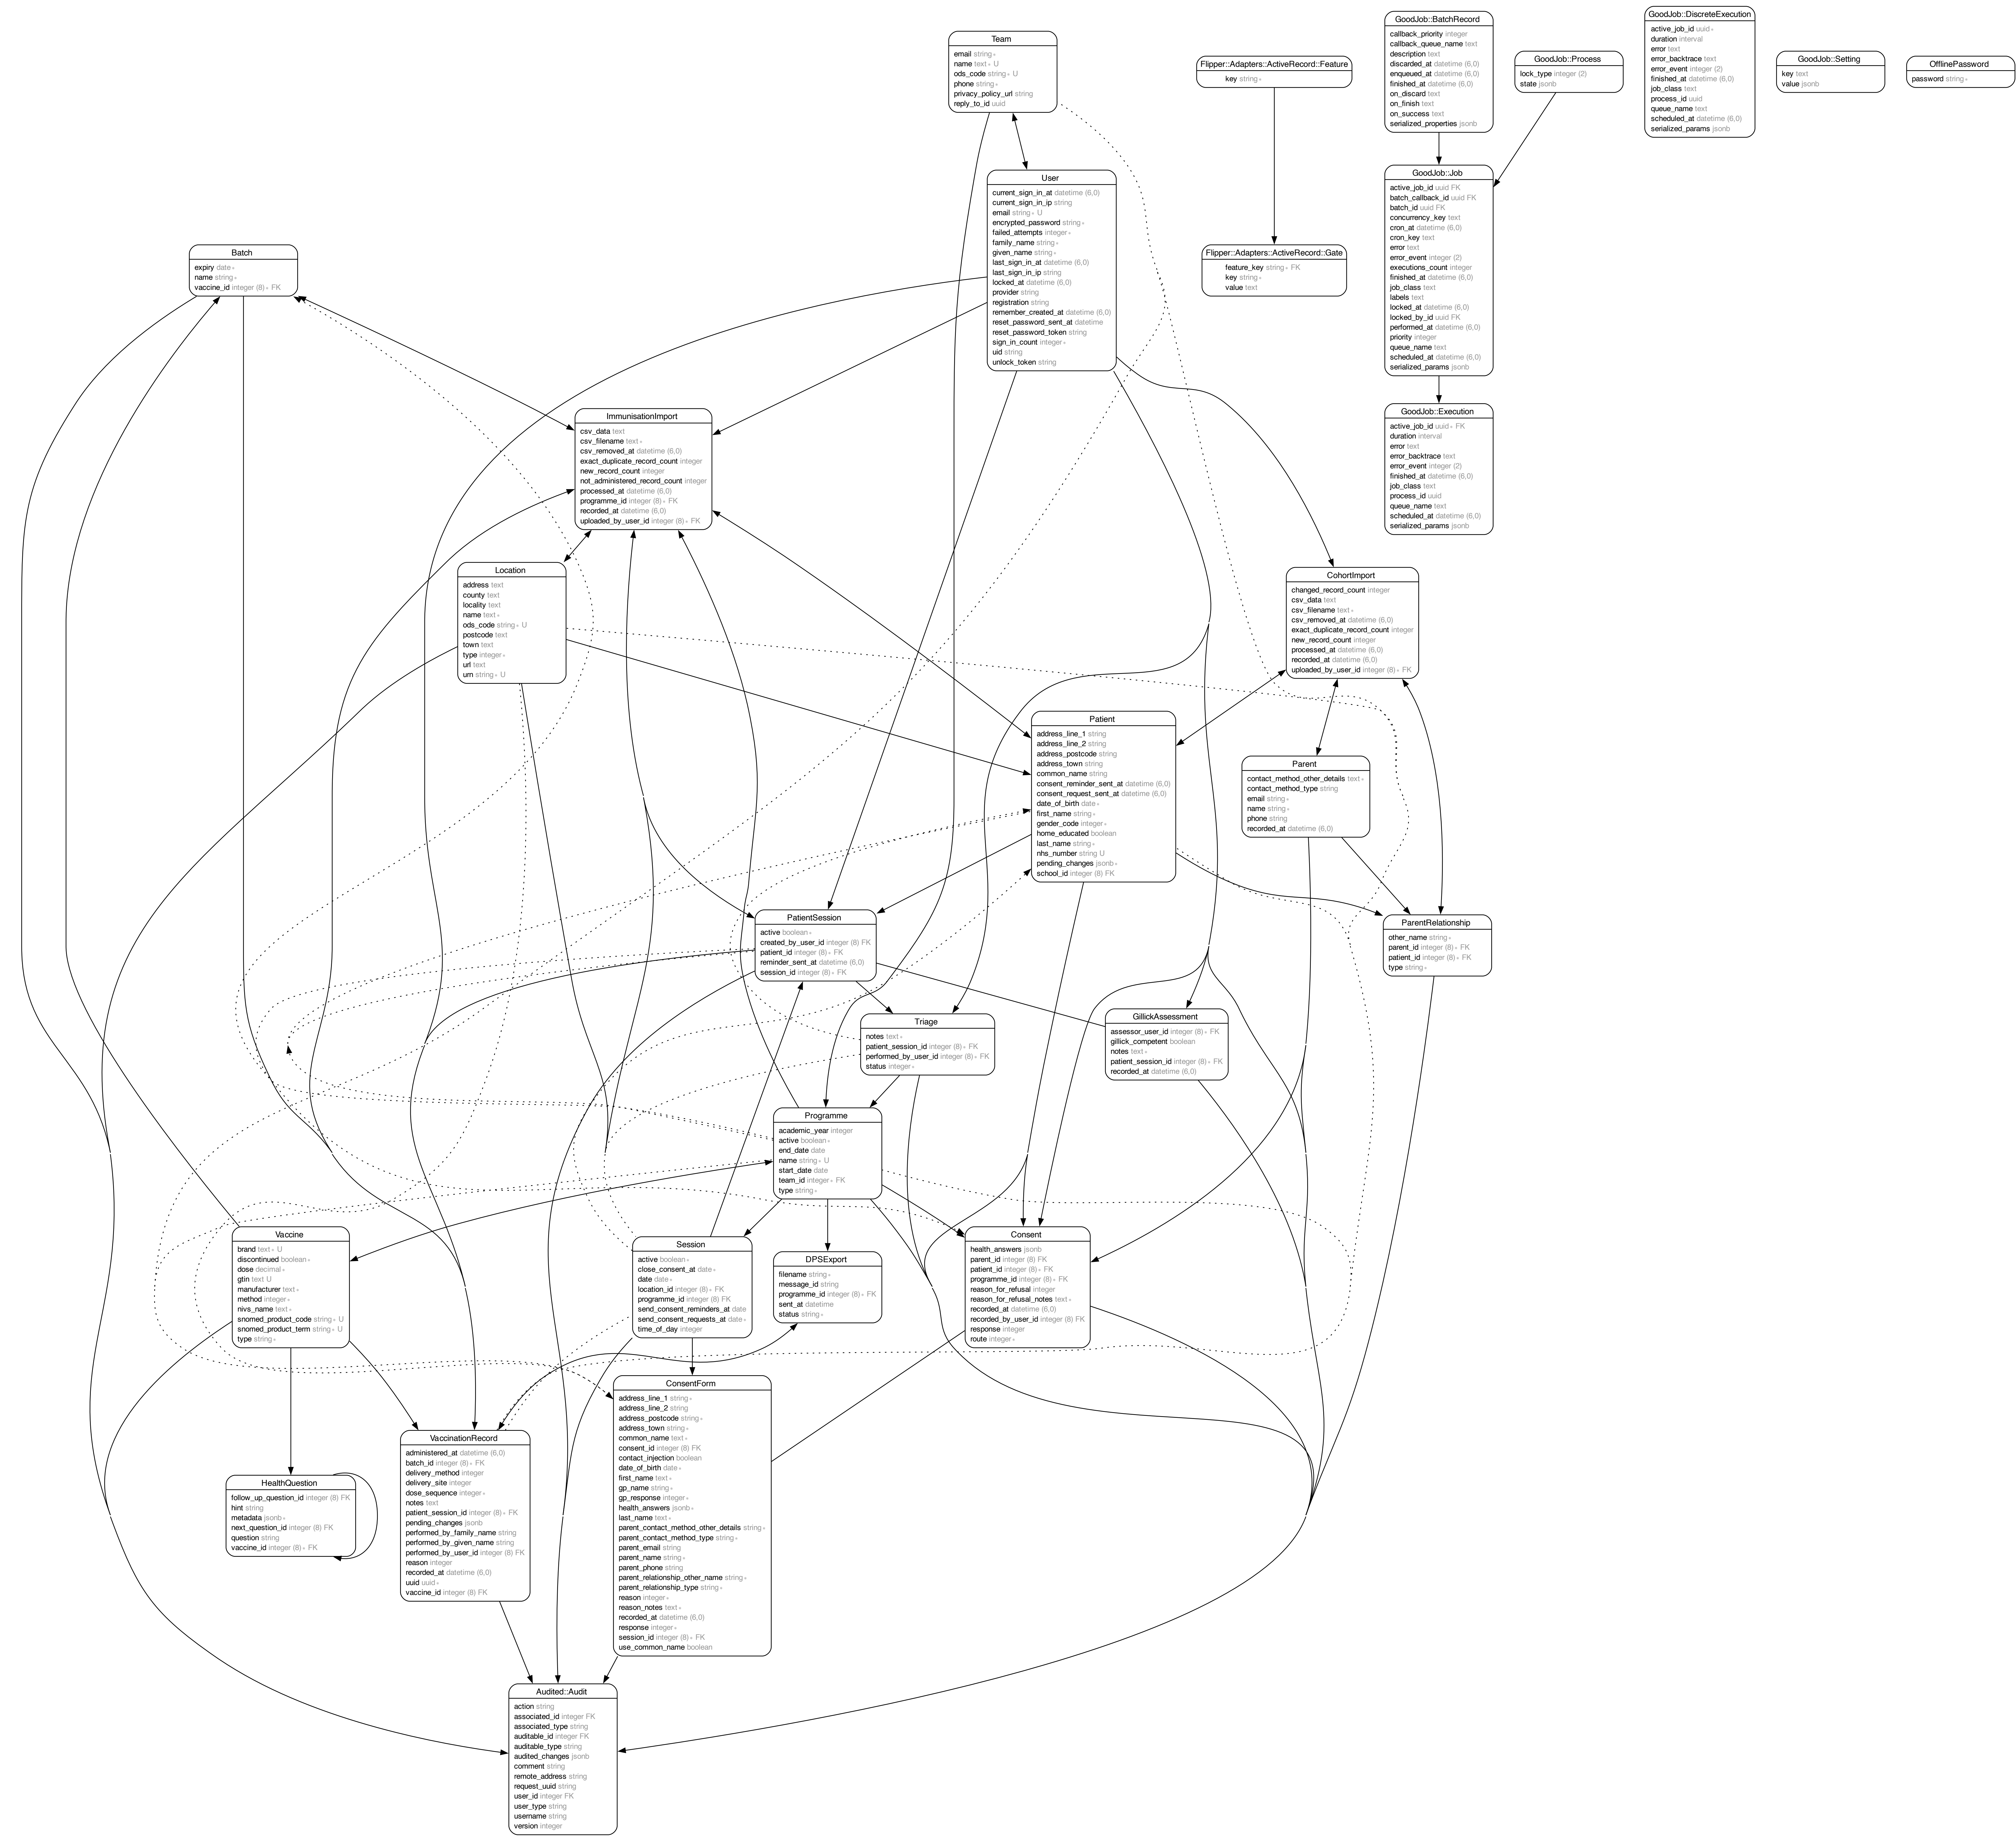 Team
email string ∗
name text ∗ U
ods_code string ∗ U
phone string ∗
privacy_policy_url string
reply_to_id uuid
Flipper::Adapters::ActiveRecord::Feature
key string ∗
GoodJob::BatchRecord
callback_priority integer
callback_queue_name text
description text
discarded_at datetime (6,0)
enqueued_at datetime (6,0)
finished_at datetime (6,0)
on_discard text
on_finish text
on_success text
serialized_properties jsonb
GoodJob::Process
lock_type integer (2)
state jsonb
GoodJob::DiscreteExecution
active_job_id uuid ∗
duration interval
error text
error_backtrace text
error_event integer (2)
finished_at datetime (6,0)
job_class text
process_id uuid
queue_name text
scheduled_at datetime (6,0)
serialized_params jsonb
GoodJob::Setting
key text
value jsonb
OfflinePassword
password string ∗
User
current_sign_in_at datetime (6,0)
current_sign_in_ip string
email string ∗ U
encrypted_password string ∗
failed_attempts integer ∗
family_name string ∗
given_name string ∗
last_sign_in_at datetime (6,0)
last_sign_in_ip string
locked_at datetime (6,0)
provider string
registration string
remember_created_at datetime (6,0)
reset_password_sent_at datetime
reset_password_token string
sign_in_count integer ∗
uid string
unlock_token string
GoodJob::Job
active_job_id uuid FK
batch_callback_id uuid FK
batch_id uuid FK
concurrency_key text
cron_at datetime (6,0)
cron_key text
error text
error_event integer (2)
executions_count integer
finished_at datetime (6,0)
job_class text
labels text
locked_at datetime (6,0)
locked_by_id uuid FK
performed_at datetime (6,0)
priority integer
queue_name text
scheduled_at datetime (6,0)
serialized_params jsonb
Batch
expiry date ∗
name string ∗
vaccine_id integer (8) ∗ FK
Flipper::Adapters::ActiveRecord::Gate
feature_key string ∗ FK
key string ∗
value text
ImmunisationImport
csv_data text
csv_filename text ∗
csv_removed_at datetime (6,0)
exact_duplicate_record_count integer
new_record_count integer
not_administered_record_count integer
processed_at datetime (6,0)
programme_id integer (8) ∗ FK
recorded_at datetime (6,0)
uploaded_by_user_id integer (8) ∗ FK
GoodJob::Execution
active_job_id uuid ∗ FK
duration interval
error text
error_backtrace text
error_event integer (2)
finished_at datetime (6,0)
job_class text
process_id uuid
queue_name text
scheduled_at datetime (6,0)
serialized_params jsonb
Location
address text
county text
locality text
name text ∗
ods_code string ∗ U
postcode text
town text
type integer ∗
url text
urn string ∗ U
CohortImport
changed_record_count integer
csv_data text
csv_filename text ∗
csv_removed_at datetime (6,0)
exact_duplicate_record_count integer
new_record_count integer
processed_at datetime (6,0)
recorded_at datetime (6,0)
uploaded_by_user_id integer (8) ∗ FK
Patient
address_line_1 string
address_line_2 string
address_postcode string
address_town string
common_name string
consent_reminder_sent_at datetime (6,0)
consent_request_sent_at datetime (6,0)
date_of_birth date ∗
first_name string ∗
gender_code integer ∗
home_educated boolean
last_name string ∗
nhs_number string U
pending_changes jsonb ∗
school_id integer (8) FK
Parent
contact_method_other_details text ∗
contact_method_type string
email string ∗
name string ∗
phone string
recorded_at datetime (6,0)
PatientSession
active boolean ∗
created_by_user_id integer (8) FK
patient_id integer (8) ∗ FK
reminder_sent_at datetime (6,0)
session_id integer (8) ∗ FK
ParentRelationship
other_name string ∗
parent_id integer (8) ∗ FK
patient_id integer (8) ∗ FK
type string ∗
Triage
notes text ∗
patient_session_id integer (8) ∗ FK
performed_by_user_id integer (8) ∗ FK
status integer ∗
GillickAssessment
assessor_user_id integer (8) ∗ FK
gillick_competent boolean
notes text ∗
patient_session_id integer (8) ∗ FK
recorded_at datetime (6,0)
Programme
academic_year integer
active boolean ∗
end_date date
name string ∗ U
start_date date
team_id integer ∗ FK
type string ∗
Vaccine
brand text ∗ U
discontinued boolean ∗
dose decimal ∗
gtin text U
manufacturer text ∗
method integer ∗
nivs_name text ∗
snomed_product_code string ∗ U
snomed_product_term string ∗ U
type string ∗
Session
active boolean ∗
close_consent_at date ∗
date date ∗
location_id integer (8) ∗ FK
programme_id integer (8) FK
send_consent_reminders_at date
send_consent_requests_at date ∗
time_of_day integer
DPSExport
filename string ∗
message_id string
programme_id integer (8) ∗ FK
sent_at datetime
status string ∗
Consent
health_answers jsonb
parent_id integer (8) FK
patient_id integer (8) ∗ FK
programme_id integer (8) ∗ FK
reason_for_refusal integer
reason_for_refusal_notes text ∗
recorded_at datetime (6,0)
recorded_by_user_id integer (8) FK
response integer
route integer ∗
ConsentForm
address_line_1 string ∗
address_line_2 string
address_postcode string ∗
address_town string ∗
common_name text ∗
consent_id integer (8) FK
contact_injection boolean
date_of_birth date ∗
first_name text ∗
gp_name string ∗
gp_response integer ∗
health_answers jsonb ∗
last_name text ∗
parent_contact_method_other_details string ∗
parent_contact_method_type string ∗
parent_email string
parent_name string ∗
parent_phone string
parent_relationship_other_name string ∗
parent_relationship_type string ∗
reason integer ∗
reason_notes text ∗
recorded_at datetime (6,0)
response integer ∗
session_id integer (8) ∗ FK
use_common_name boolean
VaccinationRecord
administered_at datetime (6,0)
batch_id integer (8) ∗ FK
delivery_method integer
delivery_site integer
dose_sequence integer ∗
notes text
patient_session_id integer (8) ∗ FK
pending_changes jsonb
performed_by_family_name string
performed_by_given_name string
performed_by_user_id integer (8) FK
reason integer
recorded_at datetime (6,0)
uuid uuid ∗
vaccine_id integer (8) FK
HealthQuestion
follow_up_question_id integer (8) FK
hint string
metadata jsonb ∗
next_question_id integer (8) FK
question string
vaccine_id integer (8) ∗ FK
Audited::Audit
action string
associated_id integer FK
associated_type string
auditable_id integer FK
auditable_type string
audited_changes jsonb
comment string
remote_address string
request_uuid string
user_id integer FK
user_type string
username string
version integer